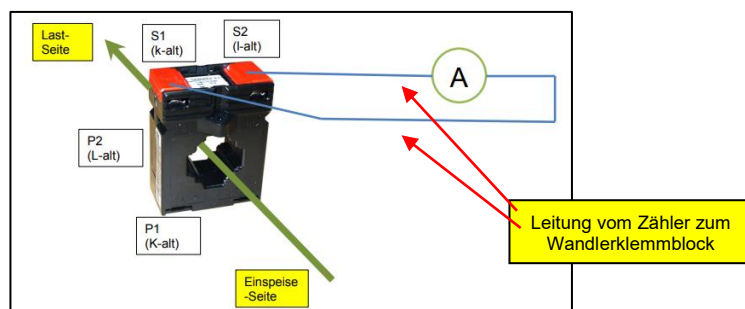 Last-
Seite
S1
(k-alt)
S2
(l-alt)
A
P2
(L-alt)
P1
(K-alt)
Einspeise
-Seite
Leitung vom Zähler zum
Wandlerklemmblock